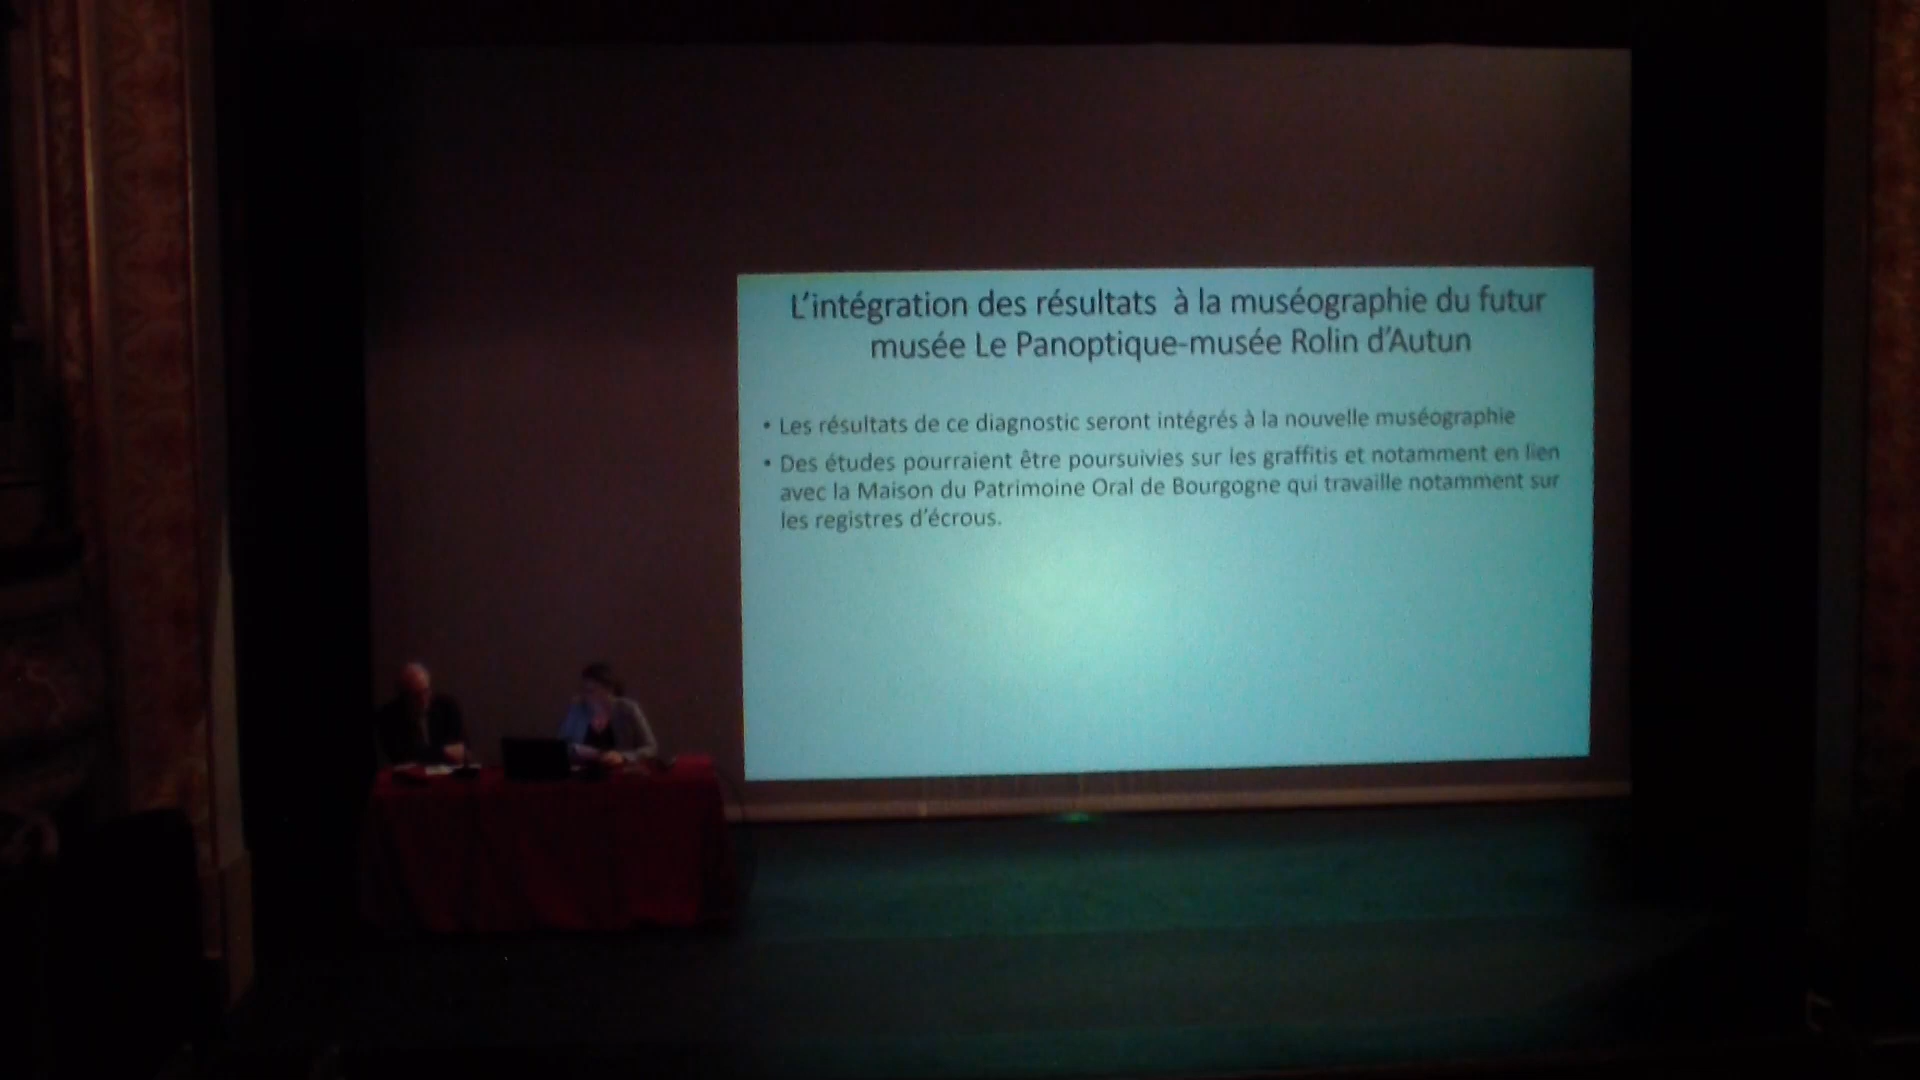 L'intégration des résultats à la muséographie du futur
musée Le Panoptique-musée Rolin d'Autun
• Les résultats de ce diagnostic seront intégrés à la nouvelle muséographie
• Des études pourraient être poursuivies sur les graffitis et notamment en lien
avec la Maison du Patrimoine Oral de Bourgogne qui travaille notamment sur
les registres d'écrous.